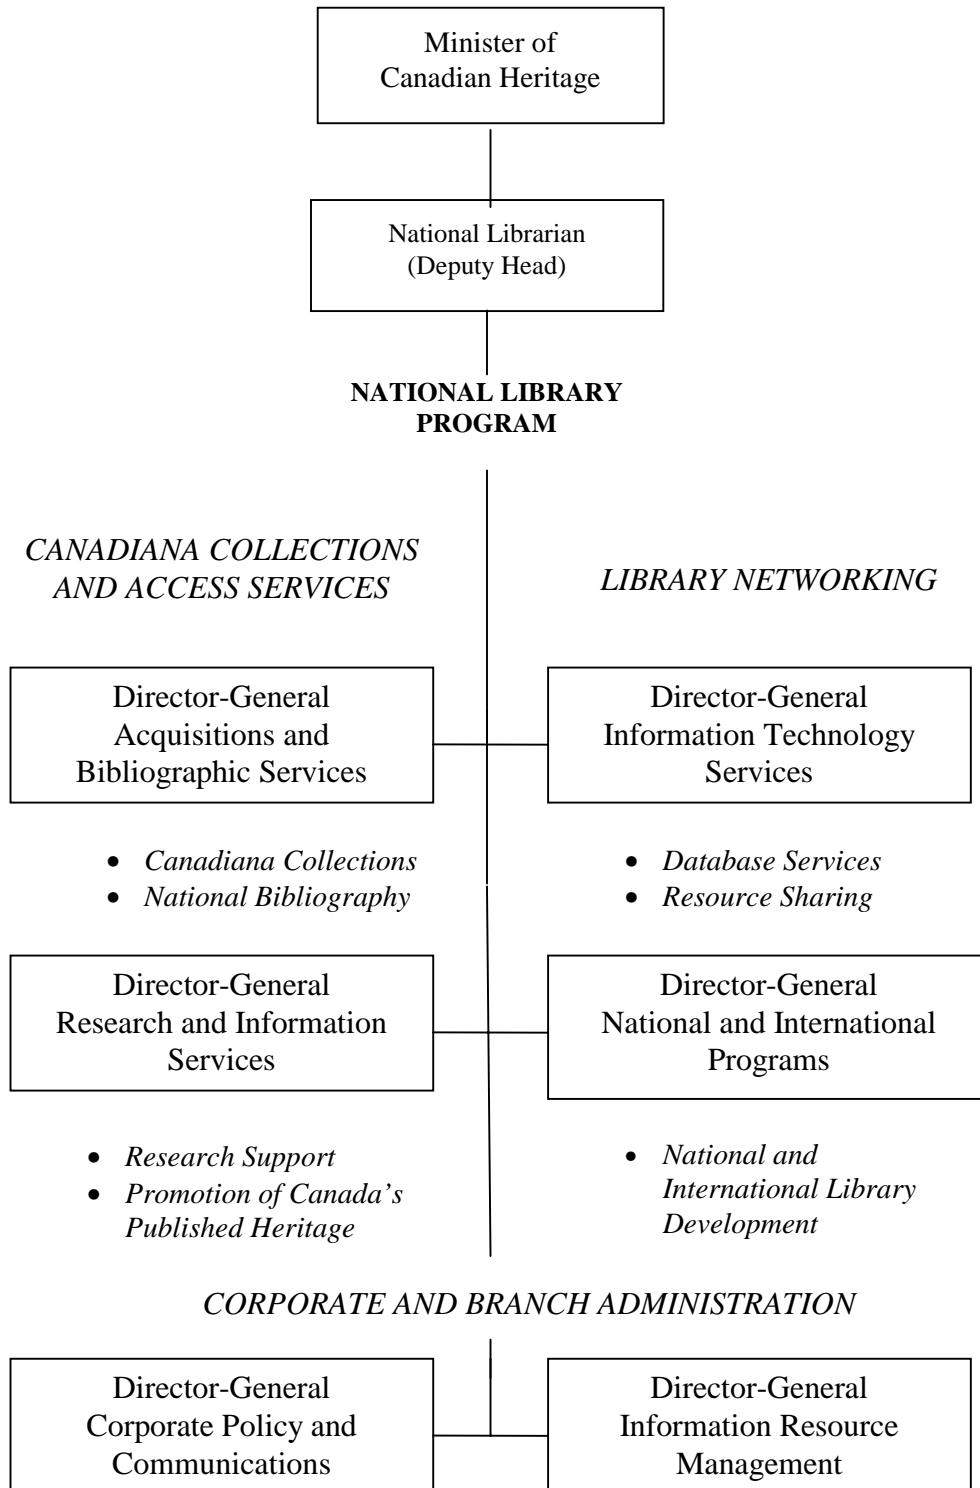 Minister of
Canadian Heritage
National Librarian
(Deputy Head)
NATIONAL LIBRARY
PROGRAM
CANADIANA COLLECTIONS
AND ACCESS SERVICES
LIBRARY NETWORKING
Director-General
Acquisitions and
Bibliographic Services
Director-General
Information Technology
Services
• Canadiana Collections
• National Bibliography
• Database Services
• Resource Sharing
Director-General
Research and Information
Services
Director-General
National and International
Programs
• Research Support
• Promotion of Canada's
Published Heritage
• National and
International Library
Development
CORPORATE AND BRANCH ADMINISTRATION
Director-General
Corporate Policy and
Communications
Director-General
Information Resource
Management